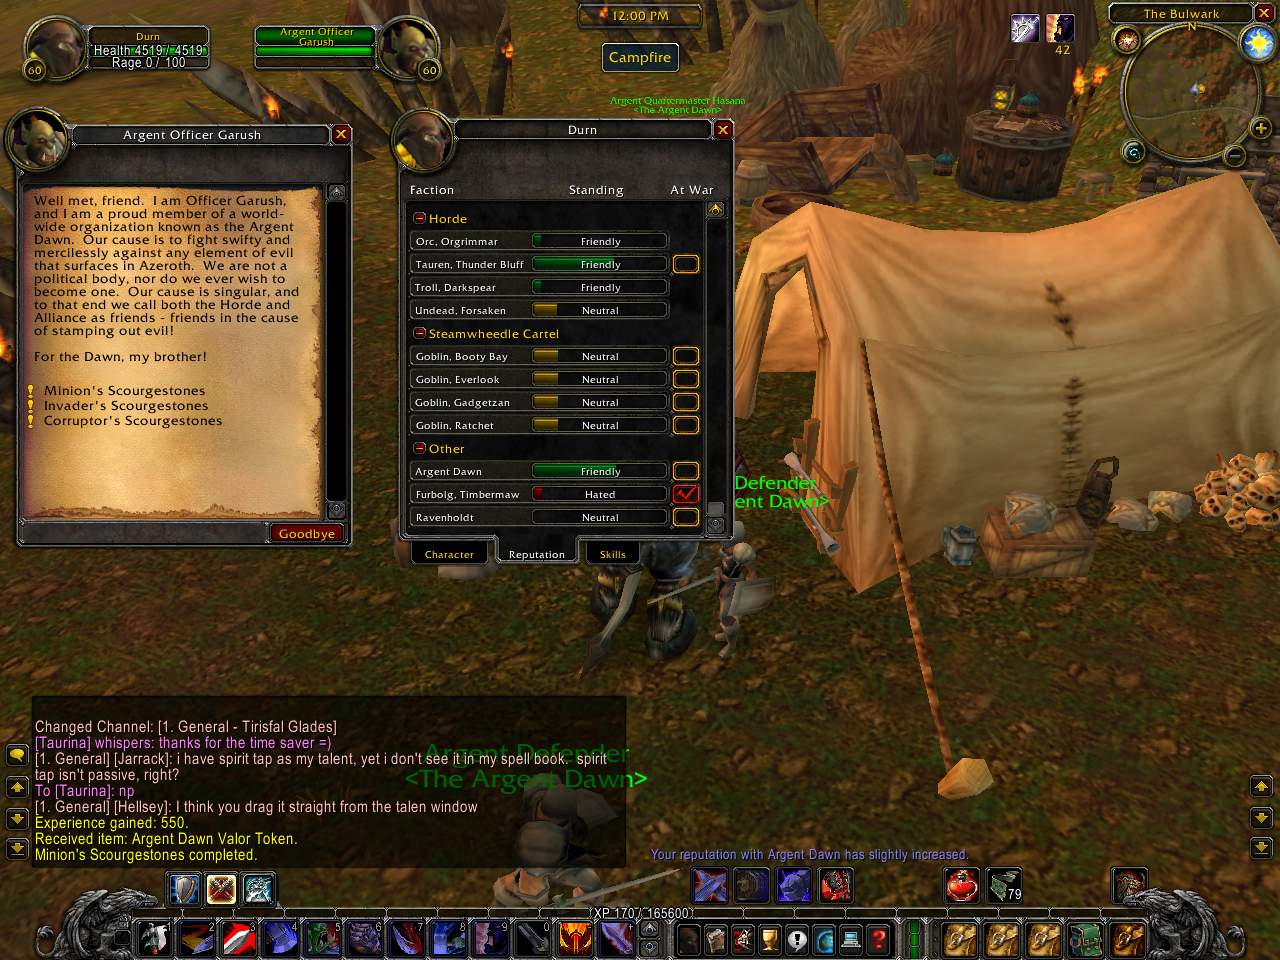 12:00 PM
The Bulwark
N
Durn
Health 4519 / 4519
Rage 0 / 100
60
Argent Officer
Garush
60
Campfire
42
Argent Quartermaster Hasana
<The Argent Dawn>
Argent Officer Garush
Well met, friend.  I am Officer Garush,
and I am a proud member of a world-
wide organization known as the Argent
Dawn.  Our cause is to fight swifty and
mercilessly against any element of evil
that surfaces in Azeroth.  We are not a
political body, nor do we ever wish to
become one.  Our cause is singular, and
to that end we call both the Horde and
Alliance as friends - friends in the cause
of stamping out evil!
For the Dawn, my brother!
Minion's Scourgestones
Invader's Scourgestones
Corruptor's Scourgestones
Goodbye
Durn
Faction Standing At War
Horde
Orc, Orgrimmar Friendly
Tauren, Thunder Bluff Friendly
Troll, Darkspear Friendly
Undead, Forsaken Neutral
Steamwheedle Cartel
Goblin, Booty Bay Neutral
Goblin, Everlook Neutral
Goblin, Gadgetzan Neutral
Goblin, Ratchet Neutral
Other
Argent Dawn Friendly
Furbolg, Timbermaw Hated
Ravenholdt Neutral
Character Reputation Skills
Defender
ent Dawn>
Argent Defender
<The Argent Dawn>
Changed Channel: [1. General - Tirisfal Glades]
[Taurina] whispers: thanks for the time saver =)
[1. General] [Jarrack]: i have spirit tap as my talent, yet i don't see it in my spell book.  spirit
tap isn't passive, right?
To [Taurina]: np
[1. General] [Hellsey]: I think you drag it straight from the talen window
Experience gained: 550.
Received item: Argent Dawn Valor Token.
Minion's Scourgestones completed.
Your reputation with Argent Dawn has slightly increased.
79
XP 170 / 165600
1 2 3 4 5 6 7 8 9 0 - +